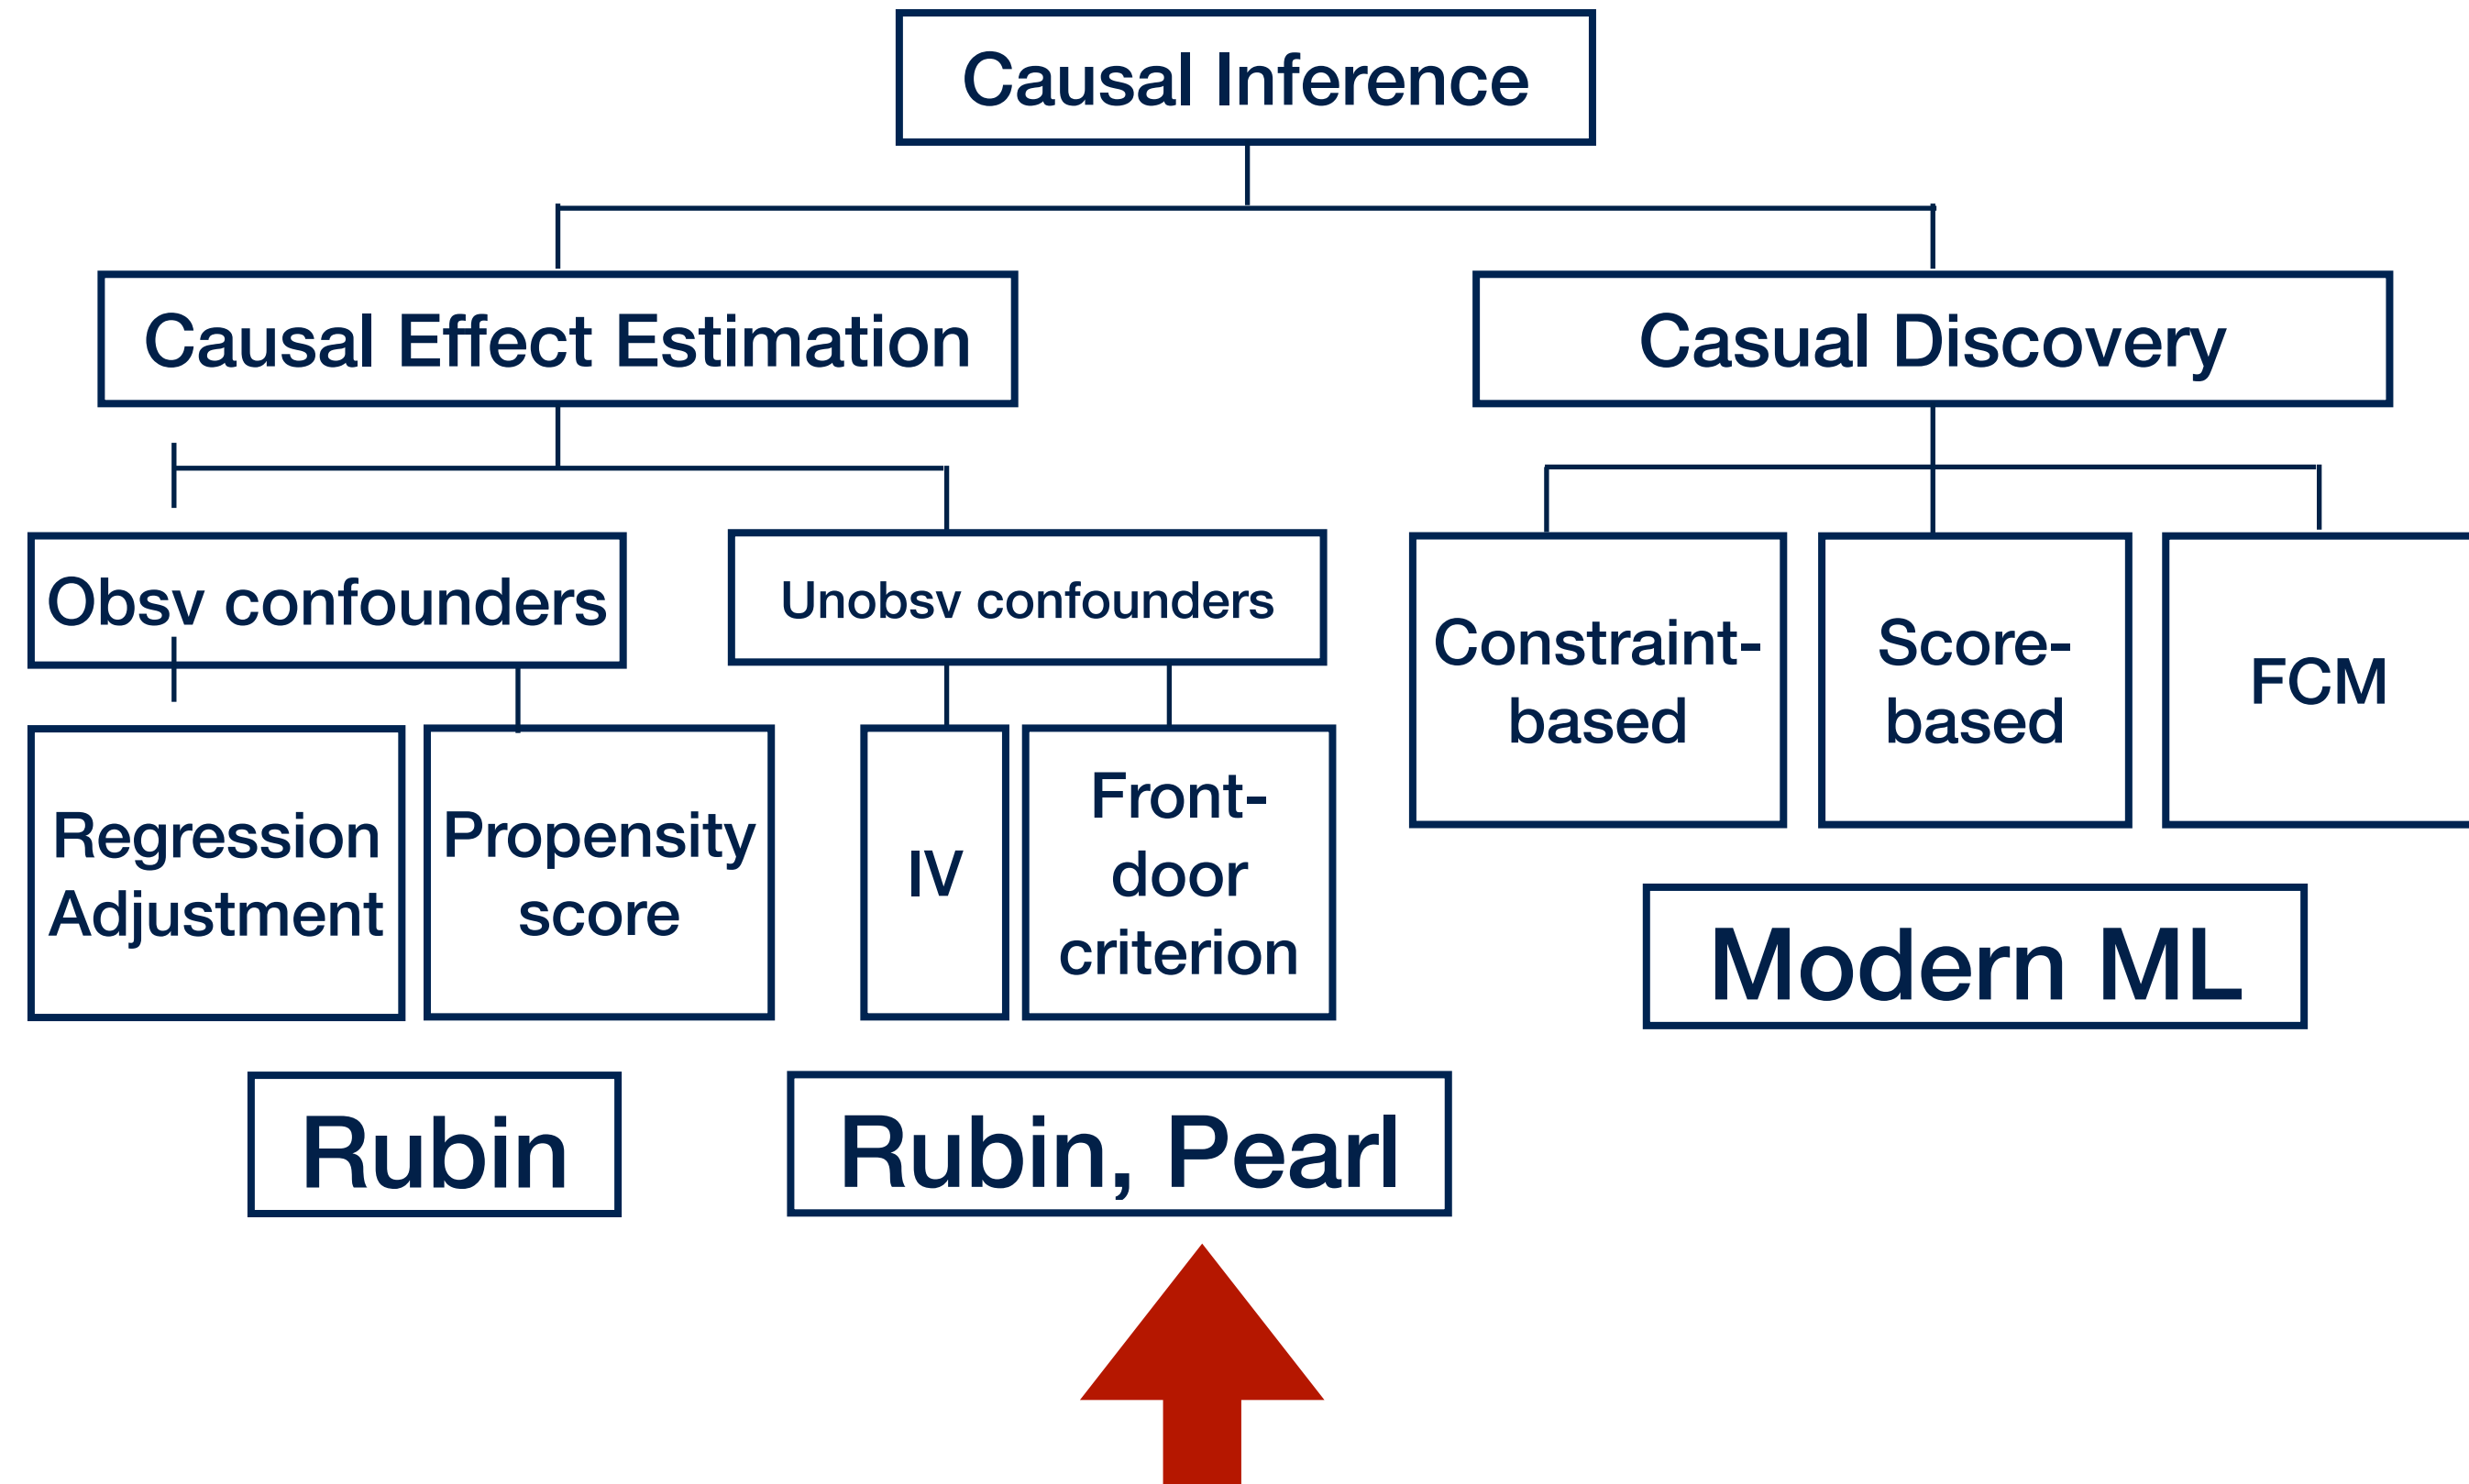 Causal Inference
Causal Effect Estimation
Causal Discovery
Obsv confounders
Unobsv confounders
Constraint-
based
Score-
based
FCM
Regression
Adjustment
Propensity
score
IV
Front-
door
criterion
Modern ML
Rubin
Rubin, Pearl